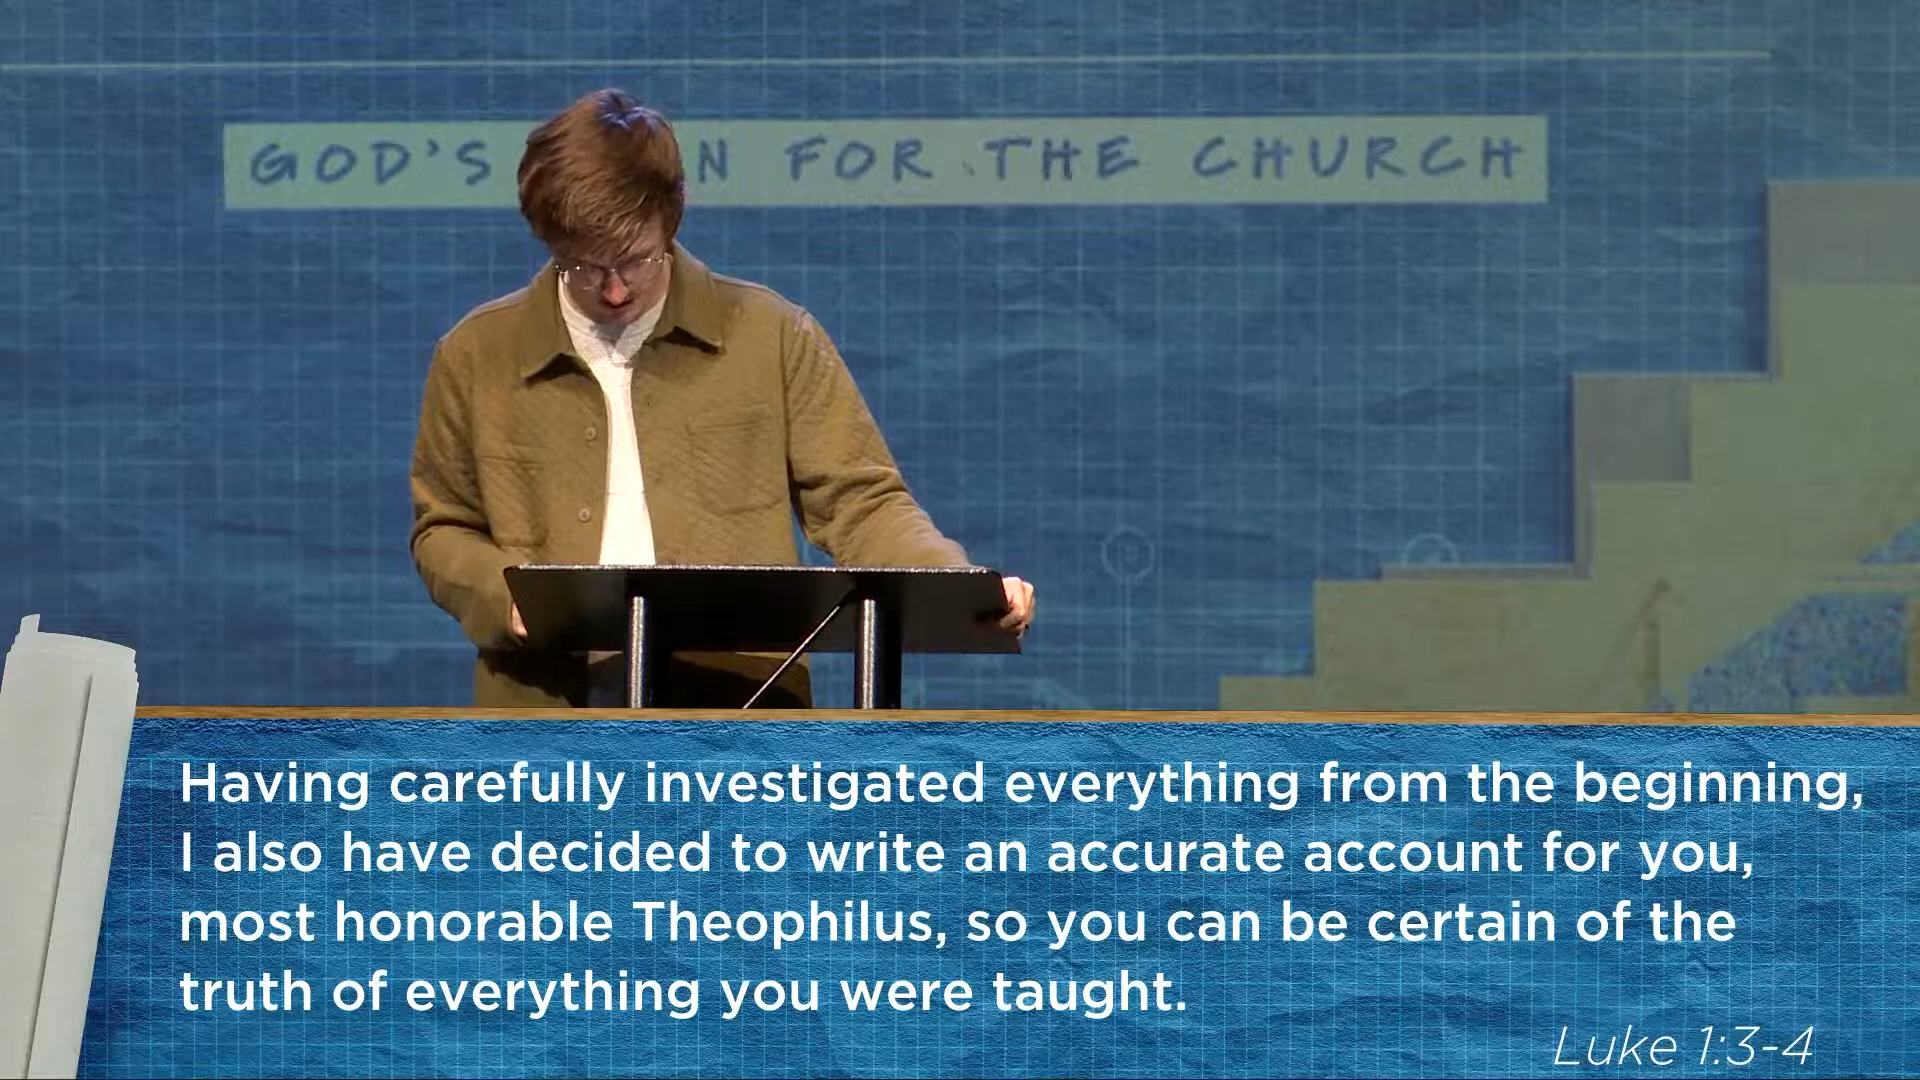 GOD'S N FOR THE CHURCH
Having carefully investigated everything from the beginning,
I also have decided to write an accurate account for you,
most honorable Theophilus, so you can be certain of the
truth of everything you were taught.
Luke 1:3-4